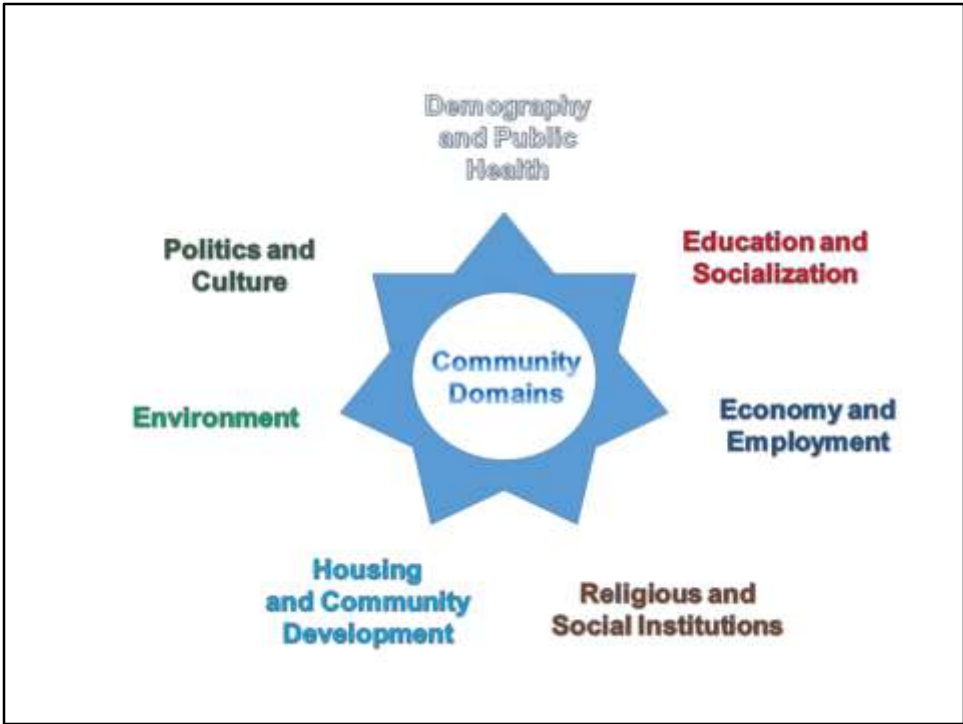 Demography
and Public
Health
Politics and
Culture
Education and
Socialization
Community
Domains
Environment
Economy and
Employment
Housing
and Community
Development
Religious and
Social Institutions